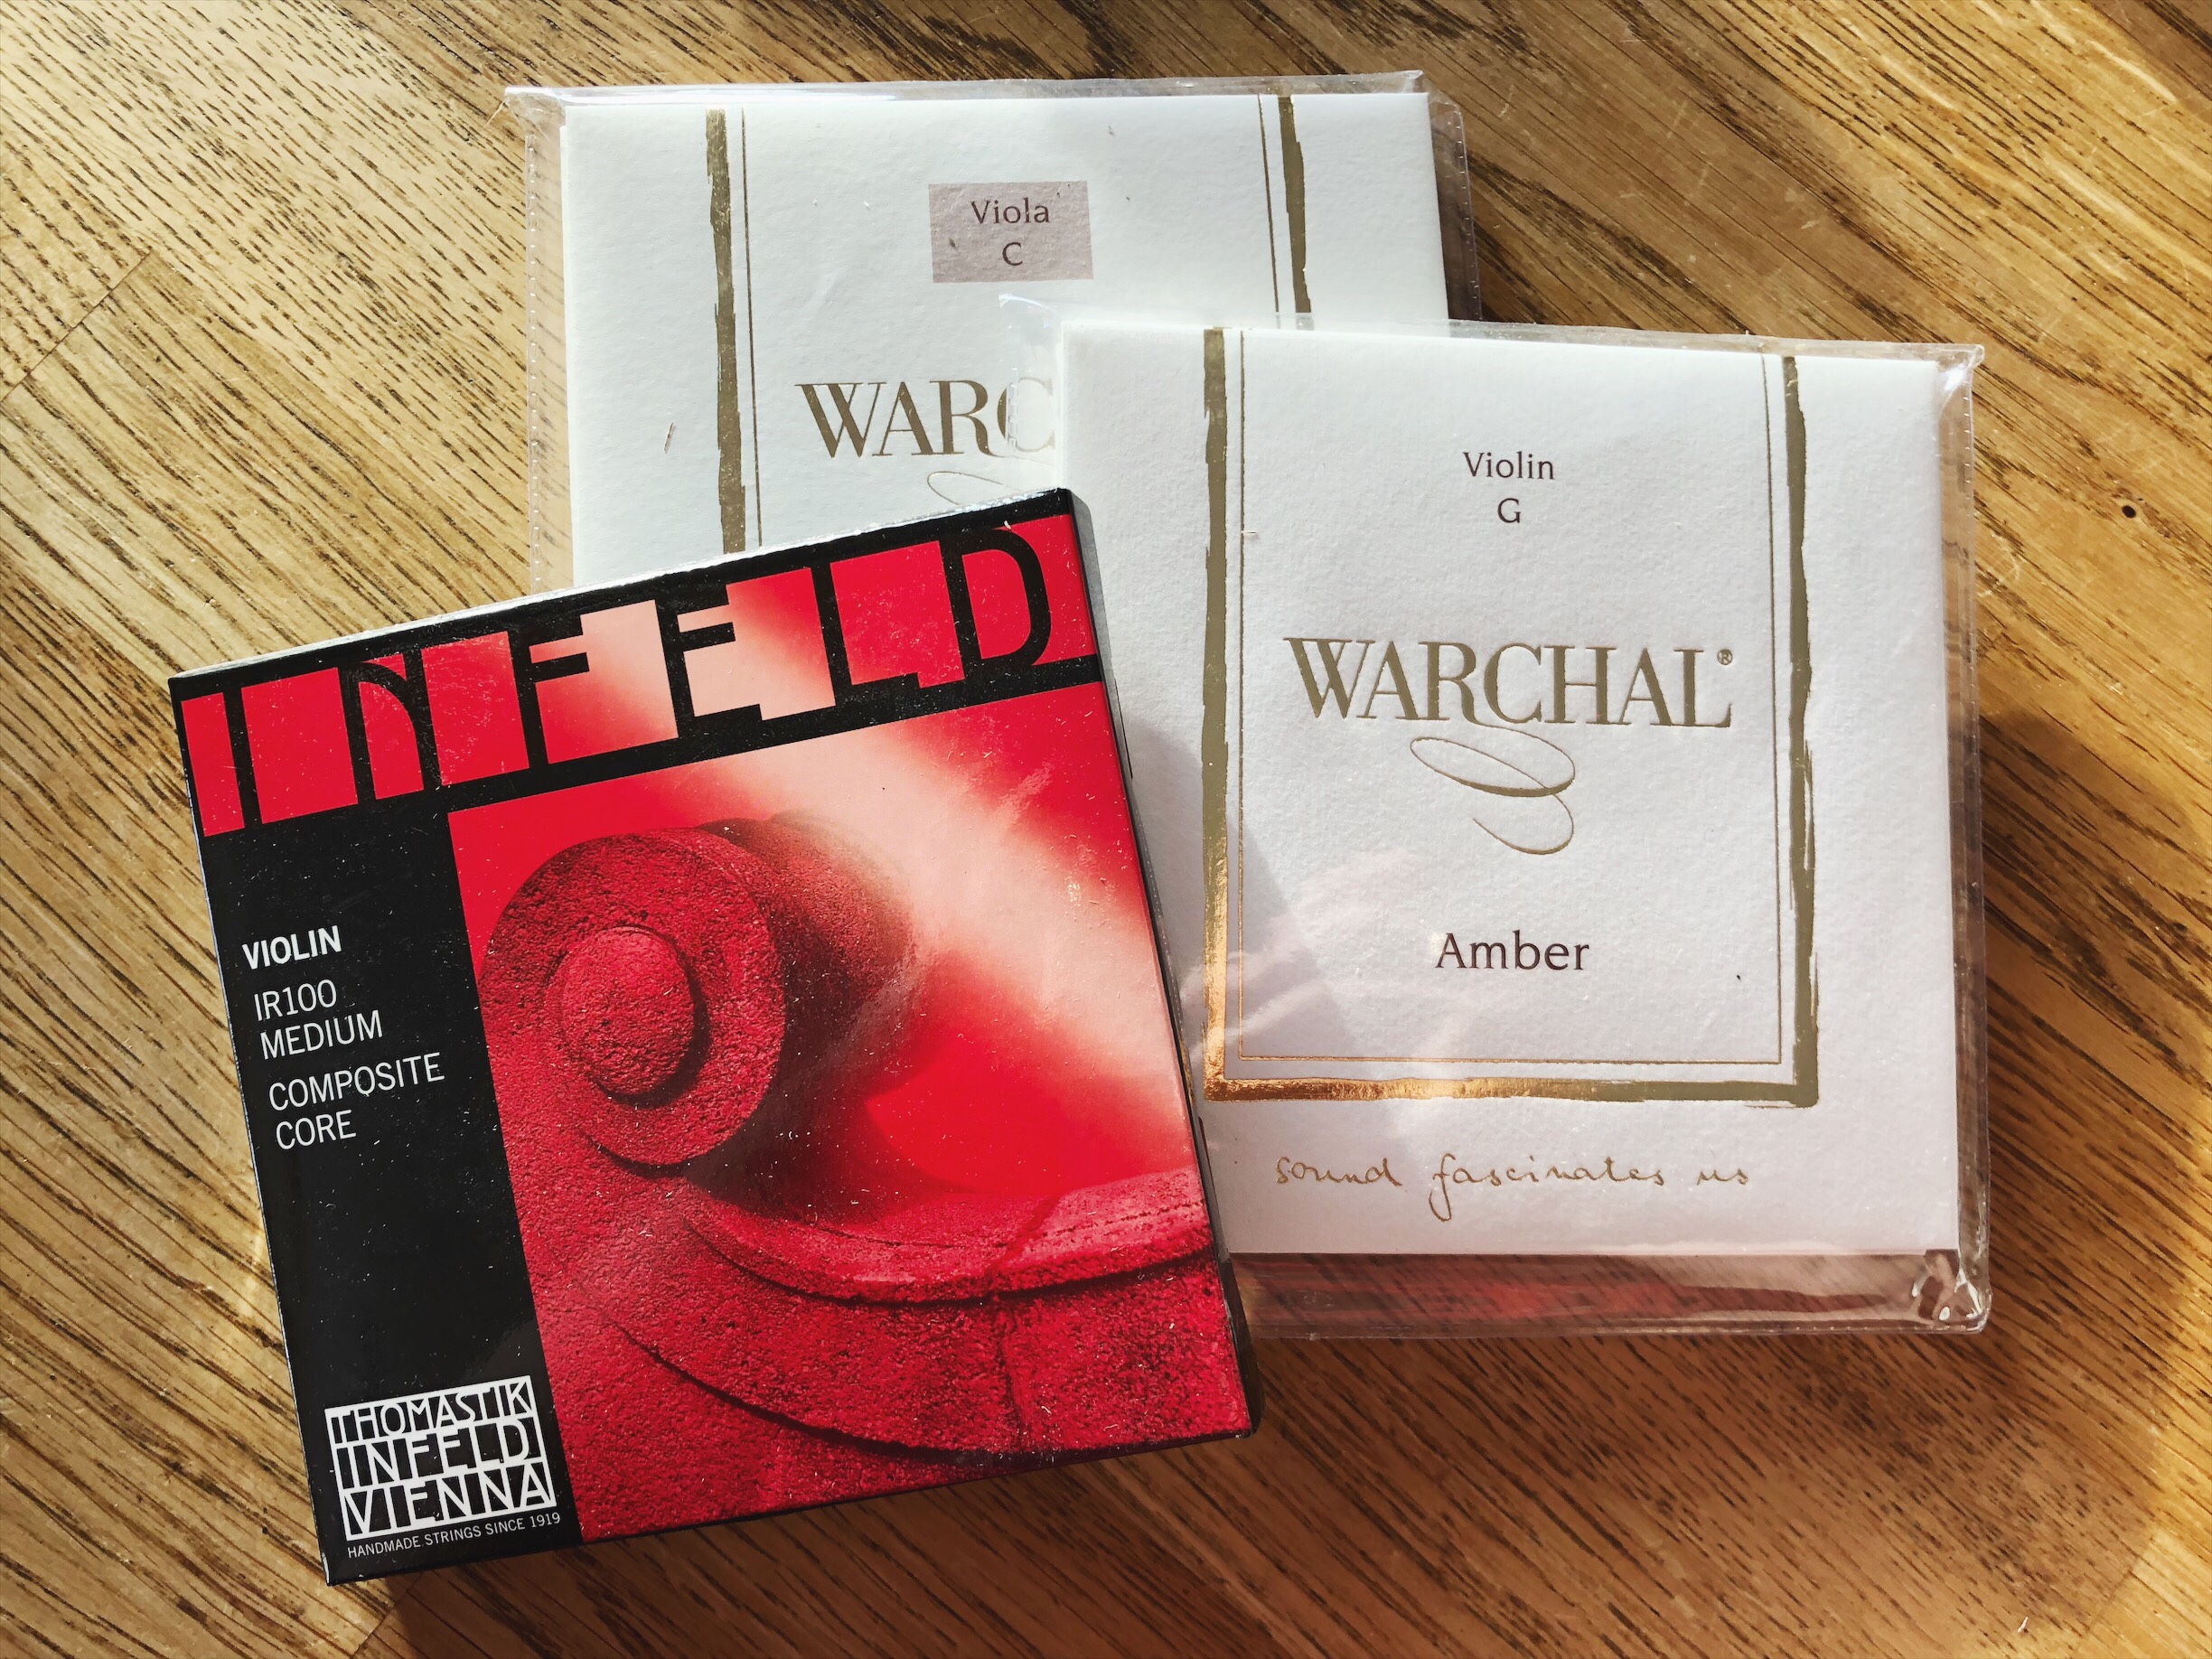 Viola
C
WARC
Violin
G
WARCHAL®
Amber
sound fascinates us
INFELD
VIOLIN
IR100
MEDIUM
COMPOSITE
CORE
THOMASTIK
INFELD
VIENNA
HANDMADE STRINGS SINCE 1919